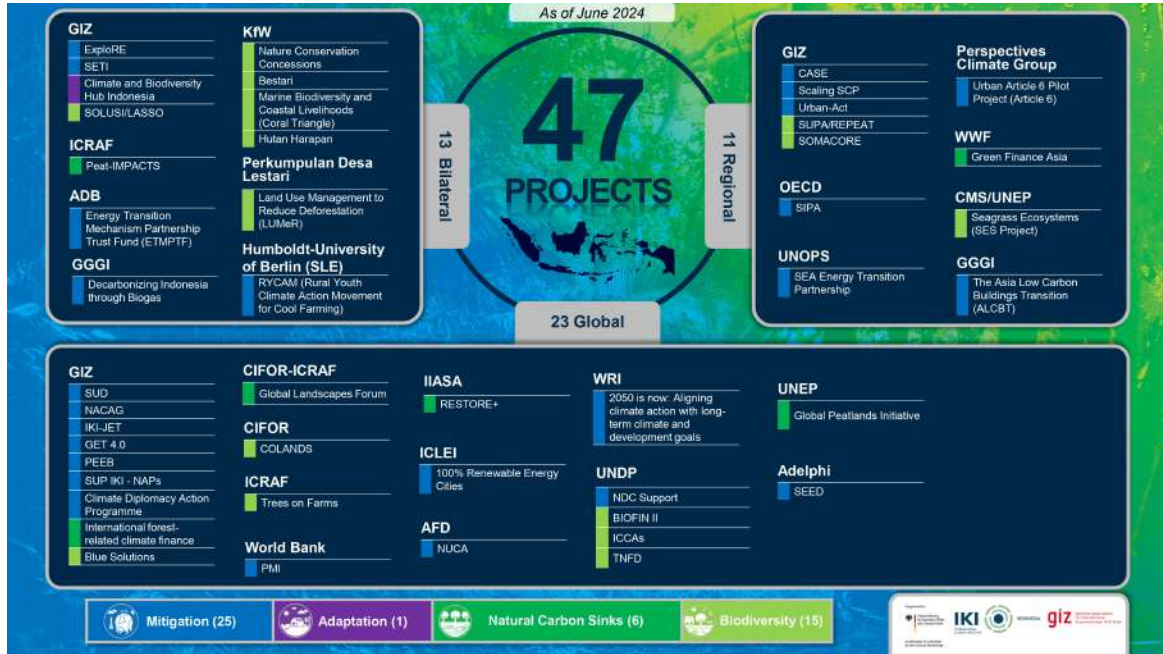 As of June 2024
47
PROJECTS
13 Bilateral
11 Regional
23 Global
GIZ
ExploRE
SETI
Climate and Biodiversity
Hub Indonesia
SOLUSI/LASSO
ICRAF
Peat-IMPACTS
ADB
Energy Transition
Mechanism Partnership
Trust Fund (ETMPTF)
GGGI
Decarbonizing Indonesia
through Biogas
KfW
Nature Conservation
Concessions
Bestari
Marine Biodiversity and
Coastal Livelihoods
(Coral Triangle)
Hutan Harapan
Perkumpulan Desa
Lestari
Land Use Management to
Reduce Deforestation
(LUMeR)
Humboldt-University
of Berlin (SLE)
RYCAM (Rural Youth
Climate Action Movement
for Cool Farming)
GIZ
CASE
Scaling SCP
Urban-Act
SUPA/REPEAT
SOMACORE
OECD
SIPA
UNOPS
SEA Energy Transition
Partnership
Perspectives
Climate Group
Urban Article 6 Pilot
Project (Article 6)
WWF
Green Finance Asia
CMS/UNEP
Seagrass Ecosystems
(SES Project)
GGGI
The Asia Low Carbon
Buildings Transition
(ALCBT)
GIZ
SUD
NACAG
IKI-JET
GET 4.0
PEEB
SUP IKI - NAPs
Climate Diplomacy Action
Programme
International forest-
related climate finance
Blue Solutions
CIFOR-ICRAF
Global Landscapes Forum
CIFOR
COLANDS
ICRAF
Trees on Farms
World Bank
PMI
IIASA
RESTORE+
ICLEI
100% Renewable Energy
Cities
AFD
NUCA
WRI
2050 is now: Aligning
climate action with long-
term climate and
development goals
UNDP
NDC Support
BIOFIN II
ICCAs
TNFD
UNEP
Global Peatlands Initiative
Adelphi
SEED
Mitigation (25)
Adaptation (1)
Natural Carbon Sinks (6)
Biodiversity (15)
IKI
giz